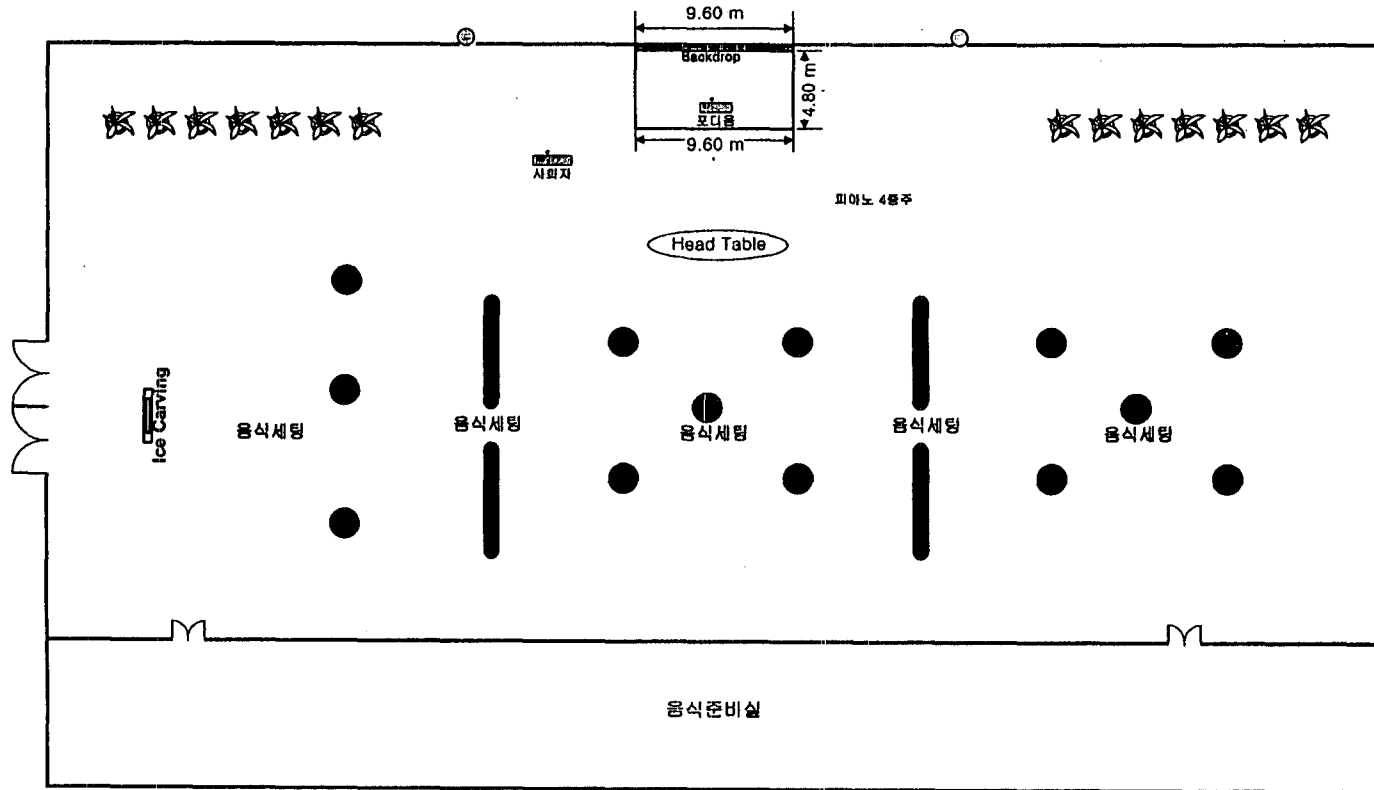 9.60 m
Backdrop
4.80 m
포디움
9.60 m
사회자
피아노 4중주
Head Table
Ice Carving
음식세팅
음식세팅
음식세팅
음식세팅
음식세팅
음식준비실